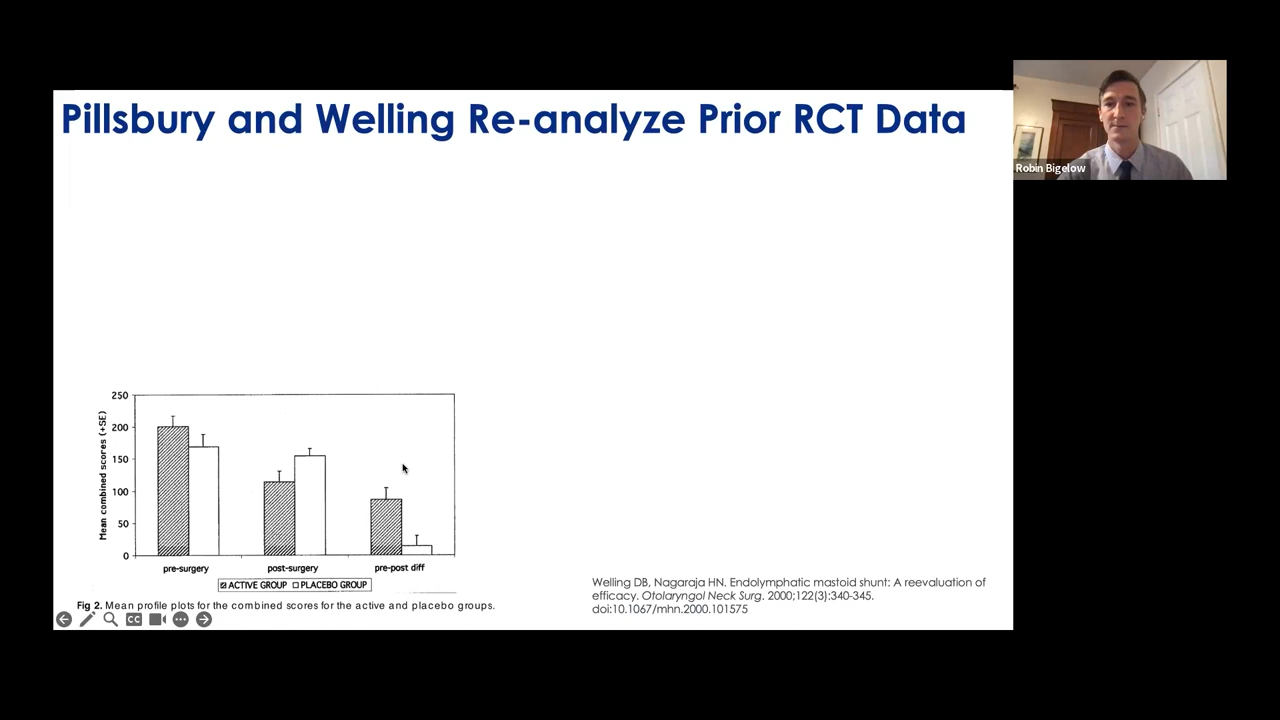 Pillsbury and Welling Re-analyze Prior RCT Data
Robin Bigelow
Mean combined scores (+SE)
250
200
150
100
50
0
pre-surgery
post-surgery
pre-post diff
ACTIVE GROUP
PLACEBO GROUP
Fig 2. Mean profile plots for the combined scores for the active and placebo groups.
Welling DB, Nagaraja HN. Endolymphatic mastoid shunt: A reevaluation of
efficacy. Otolaryngol Neck Surg. 2000;122(3):340-345.
doi:10.1067/mhn.2000.101575
CC